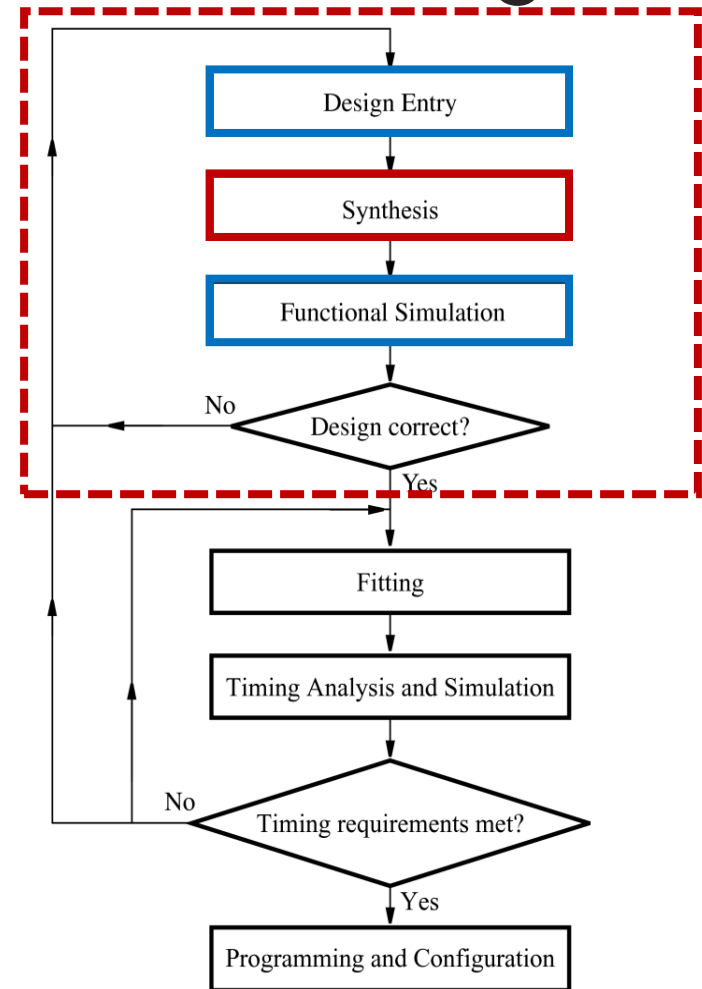 Design Entry
Synthesis
Functional Simulation
No
Design correct?
Yes
Fitting
Timing Analysis and Simulation
No
Timing requirements met?
Yes
Programming and Configuration